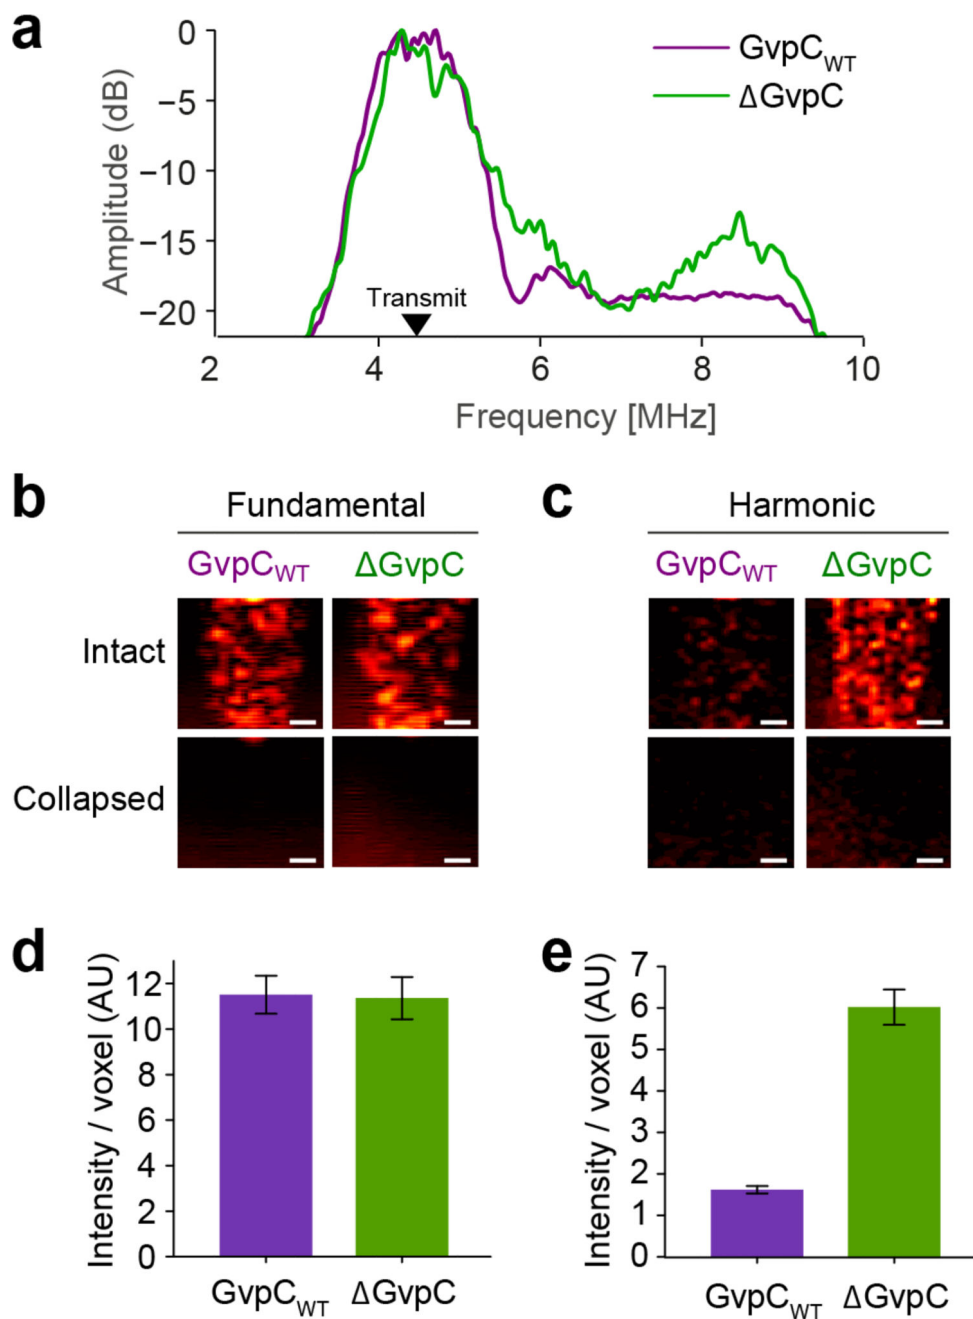 a
Amplitude (dB)
0
−5
−10
−15
−20
GvpCWT
ΔGvpC
Transmit
2 4 6 8 10
Frequency [MHz]
b
Fundamental
GvpCWT ΔGvpC
Intact
Collapsed
c
Harmonic
GvpCWT ΔGvpC
d
Intensity / voxel (AU)
12
10
8
6
4
2
0
GvpCWT ΔGvpC
e
Intensity / voxel (AU)
7
6
5
4
3
2
1
0
GvpCWT ΔGvpC